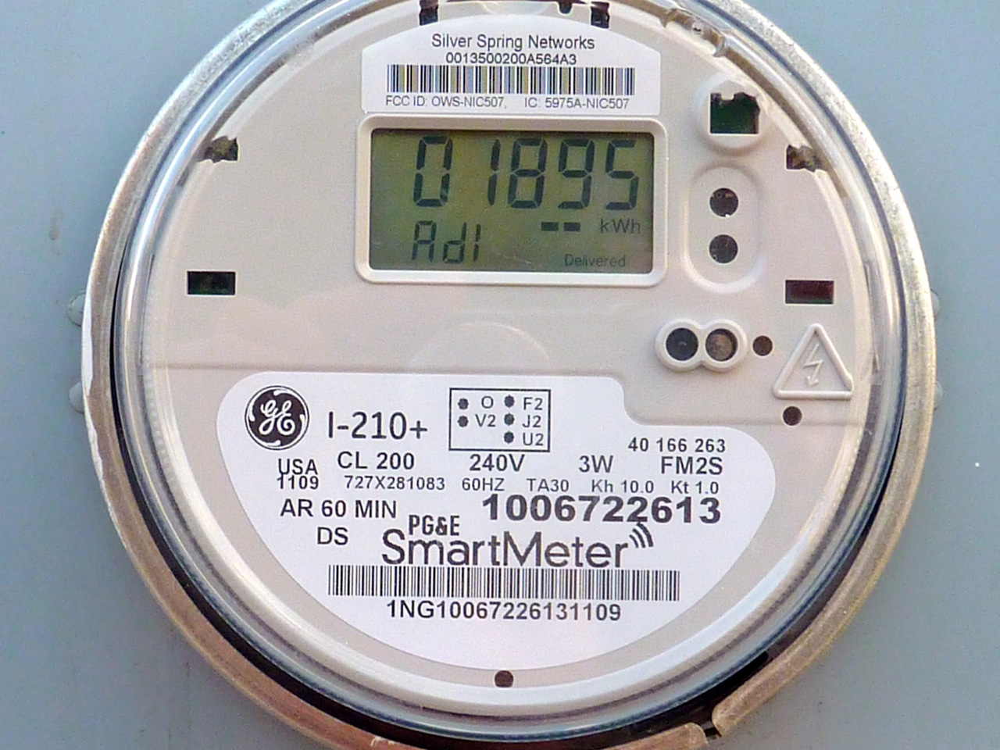 Silver Spring Networks
0013500200A564A3
FCC ID: OWS-NIC507, IC: 5975A-NIC507
01895
kWh
AdI
Delivered
GE
I-210+
O F2
V2 J2
U2
40 166 263
USA CL 200 240V 3W FM2S
1109 727X281083 60HZ TA30 Kh 10.0 Kt 1.0
AR 60 MIN 1006722613
DS PG&E
SmartMeter
1NG10067226131109